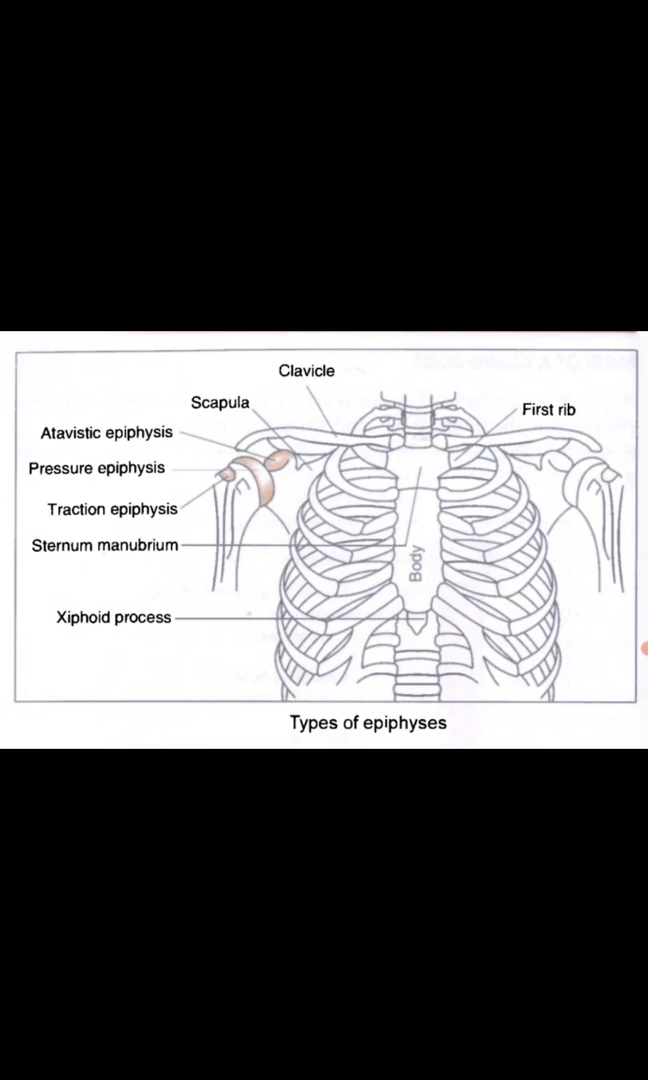 Clavicle
Scapula
First rib
Atavistic epiphysis
Pressure epiphysis
Traction epiphysis
Sternum manubrium
Body
Xiphoid process
Types of epiphyses